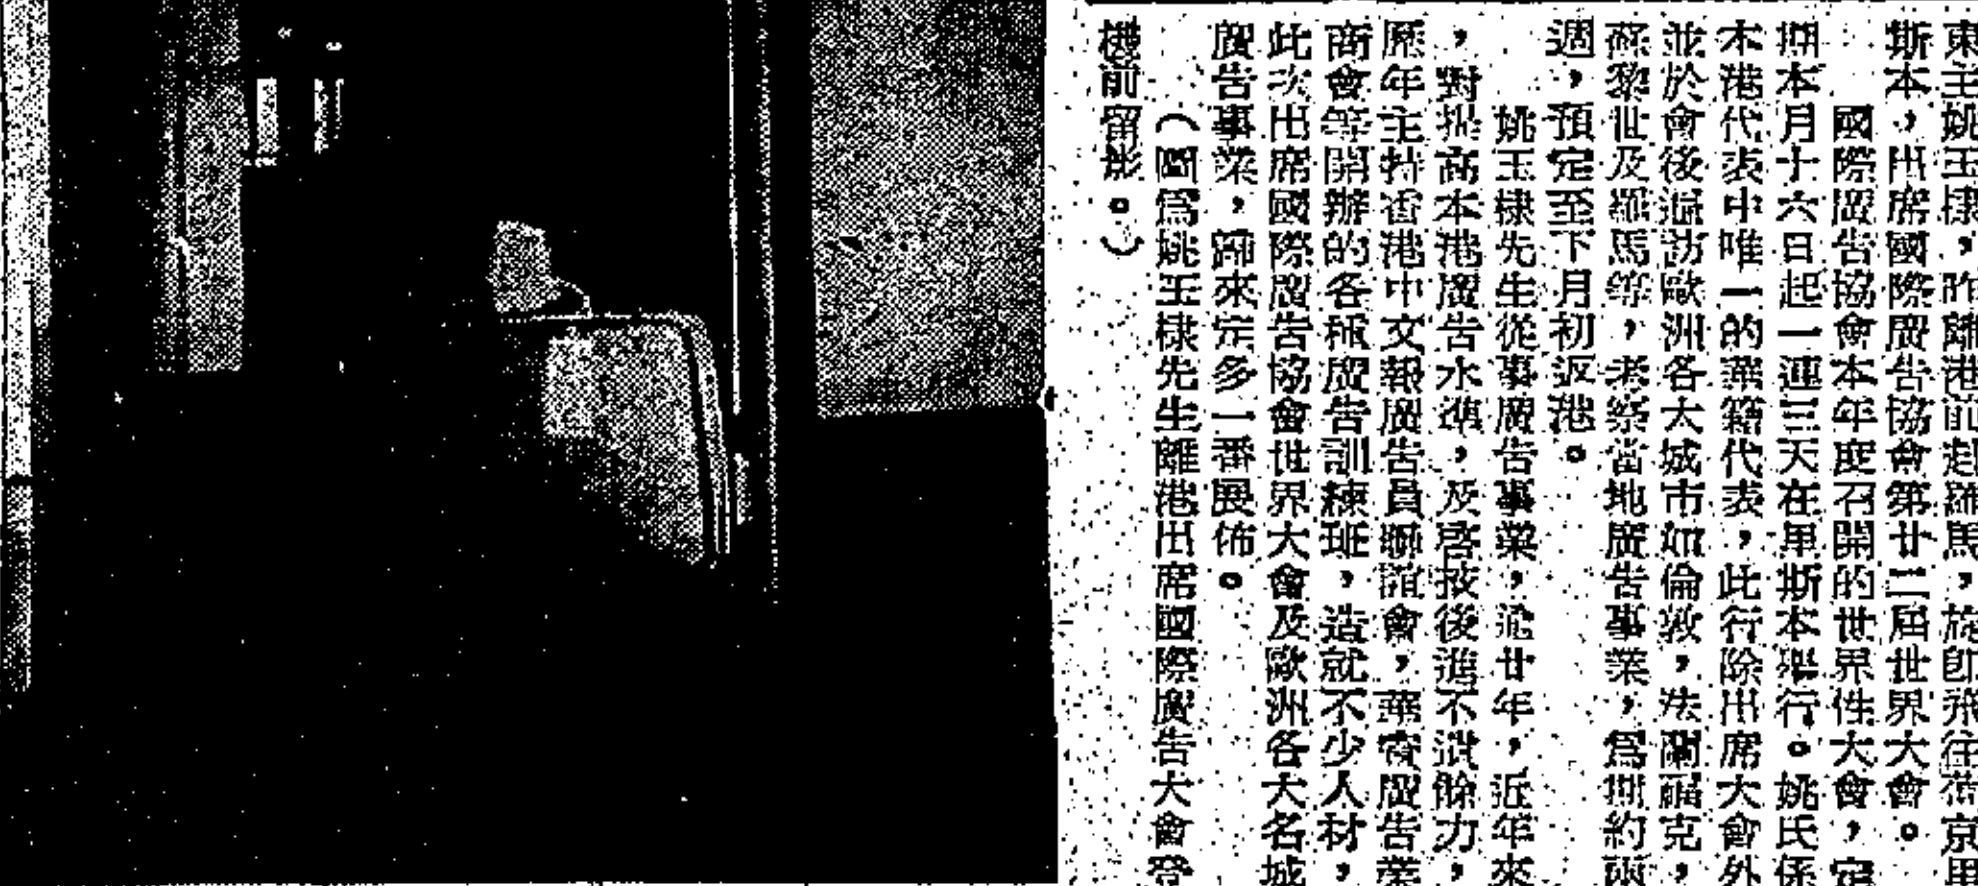 東主姚玉棣，昨離港前赴羅馬，旋即飛往葡京里
斯本，出席國際廣告協會第廿二屆世界大會。
國際廣告協會本年度召開的世界性大會，定
期本月十六日起一連三天在里斯本舉行。姚氏係
本港代表中唯一的華籍代表，此行除出席大會外
並於會後遍訪歐洲各大城市如倫敦，法蘭福克，
蘇黎世及羅馬等，考察當地廣告事業，為期約兩
週，預定至下月初返港。
姚玉棣先生從事廣告事業，逾廿年，近年來
，對提高本港廣告水準，及啓按後進不遺餘力，
歷年主持香港中文報廣告員聯誼會，華商廣告業
商會等開辦的各種廣告訓練班，造就不少人材，
此次出席國際廣告協會世界大會及歐洲各大名城
廣告事業，歸來定多一番展佈。
（圖為姚玉棣先生離港出席國際廣告大會登
機前留影。）